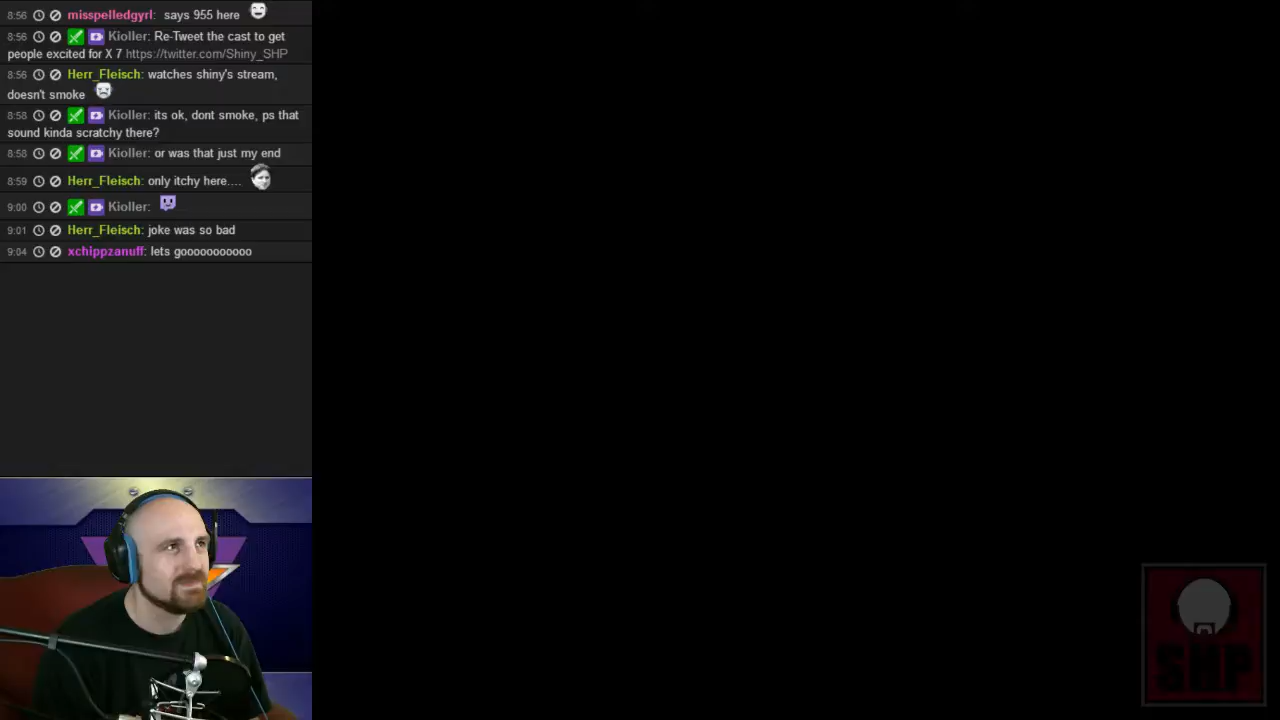 8:56 misspelledgyrl: says 955 here
8:56 Kioller: Re-Tweet the cast to get
people excited for X 7 https://twitter.com/Shiny_SHP
8:56 Herr_Fleisch: watches shiny's stream,
doesn't smoke
8:58 Kioller: its ok, dont smoke, ps that
sound kinda scratchy there?
8:58 Kioller: or was that just my end
8:59 Herr_Fleisch: only itchy here....
9:00 Kioller:
9:01 Herr_Fleisch: joke was so bad
9:04 xchippzanuff: lets gooooooooooo
SHP